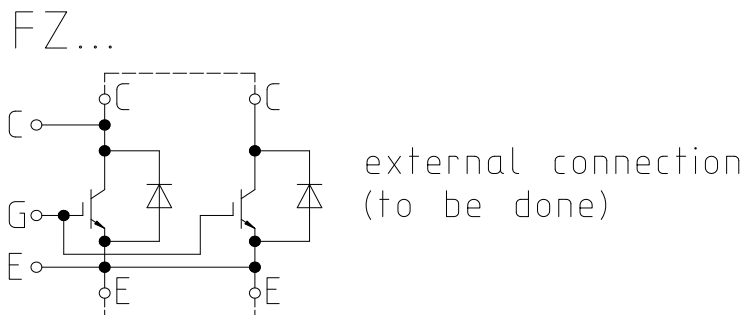 FZ...
C C
C
external connection
G (to be done)
E
E E